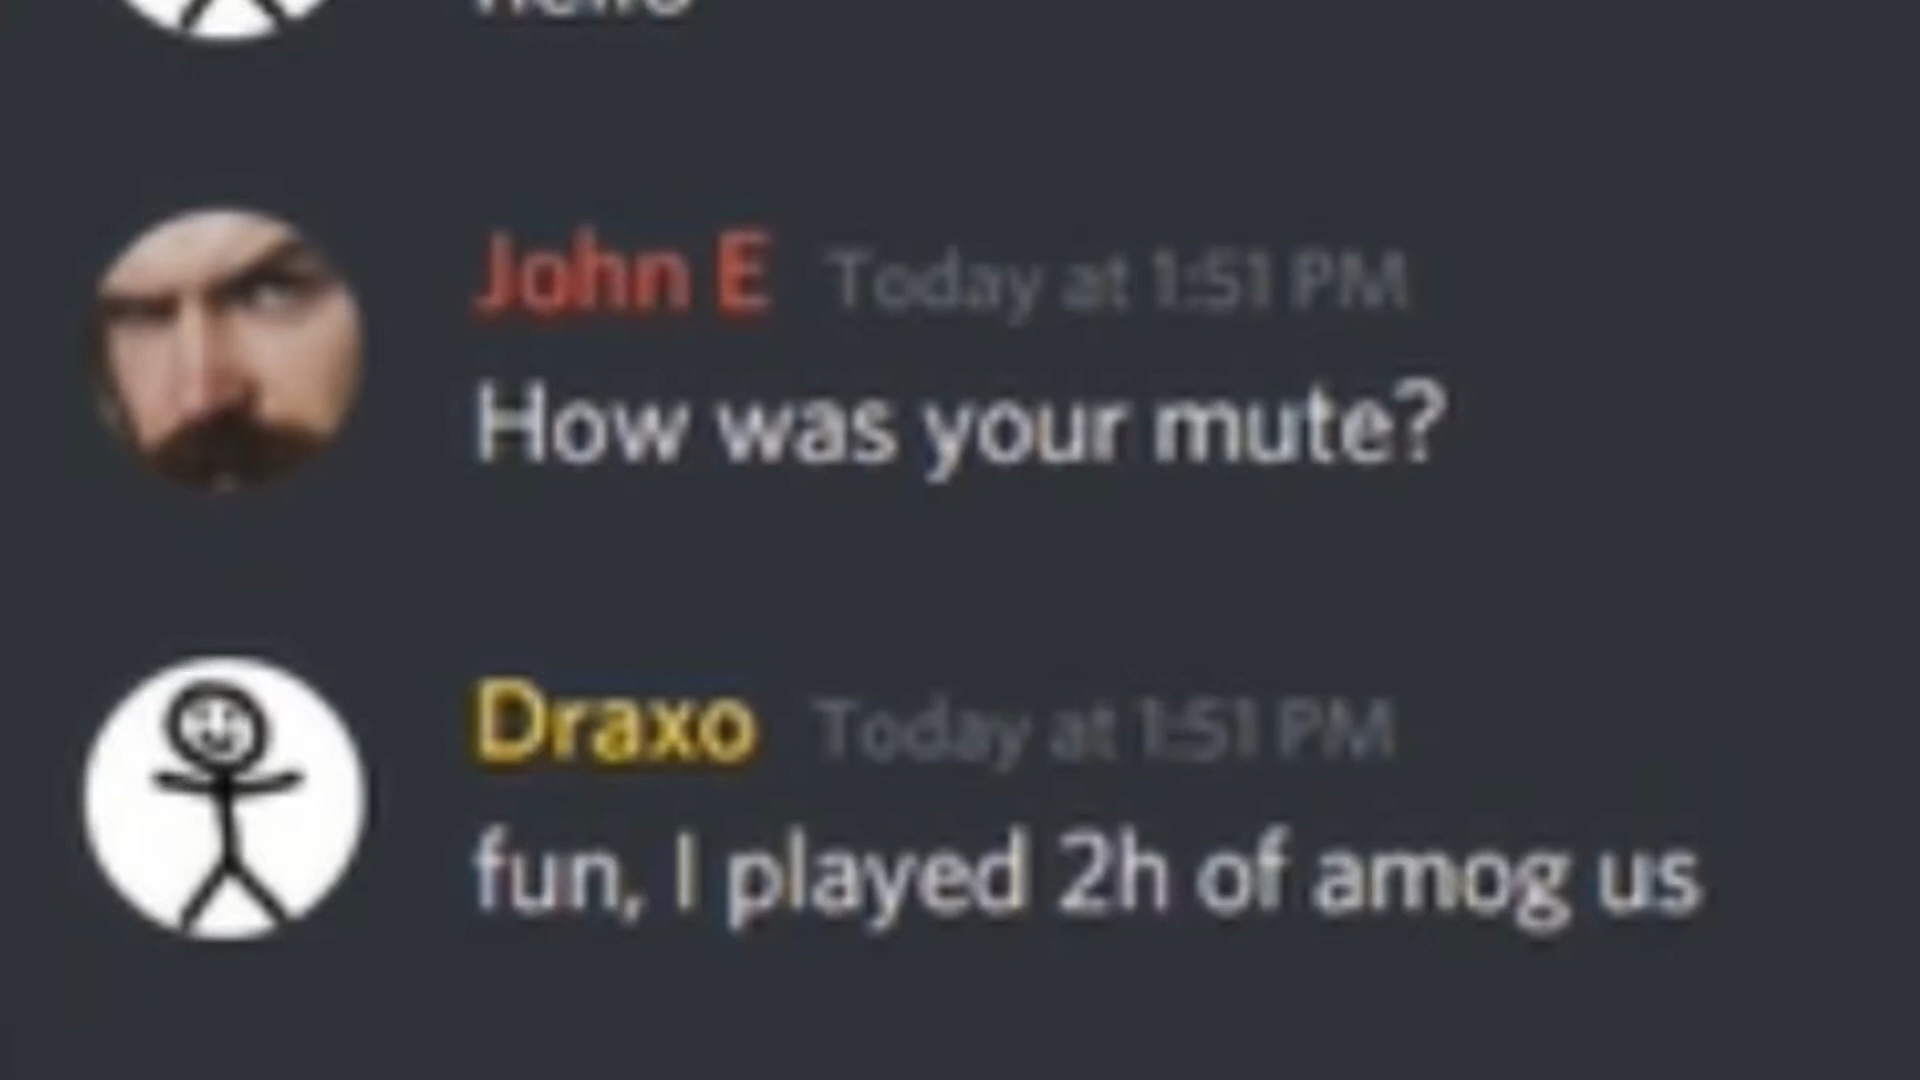 hello
John E Today at 1:51 PM
How was your mute?
Draxo Today at 1:51 PM
fun, I played 2h of amog us